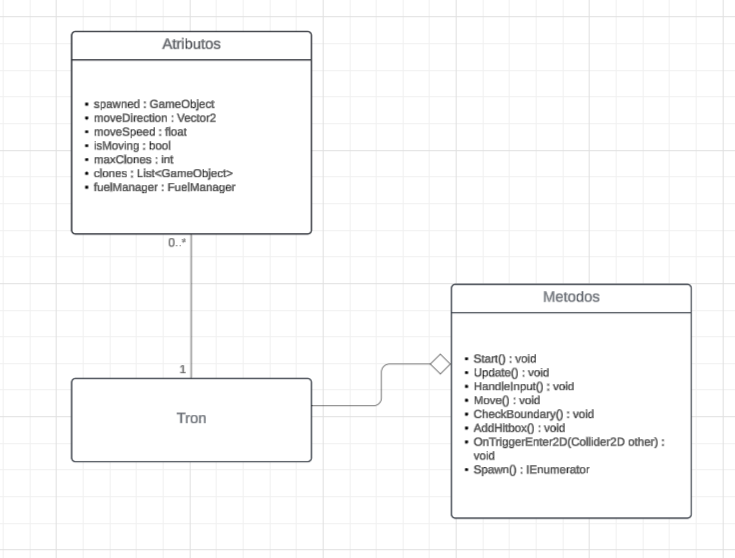 Atributos
• spawned : GameObject
• moveDirection : Vector2
• moveSpeed : float
• isMoving : bool
• maxClones : int
• clones : List<GameObject>
• fuelManager : FuelManager
0..*
1
Tron
Metodos
• Start() : void
• Update() : void
• HandleInput() : void
• Move() : void
• CheckBoundary() : void
• AddHitbox() : void
• OnTriggerEnter2D(Collider2D other) :
void
• Spawn() : IEnumerator